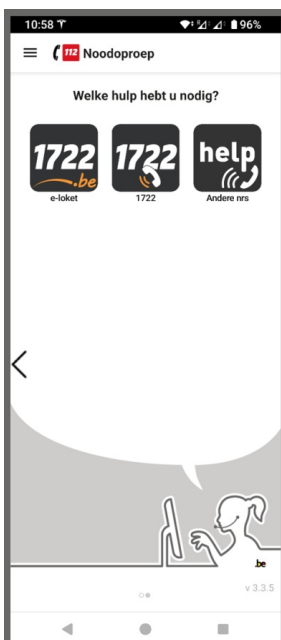 10:58
96%
112 Noodoproep
Welke hulp hebt u nodig?
1722 .be
1722
help
e-loket
1722
Andere nrs
.be
v 3.3.5